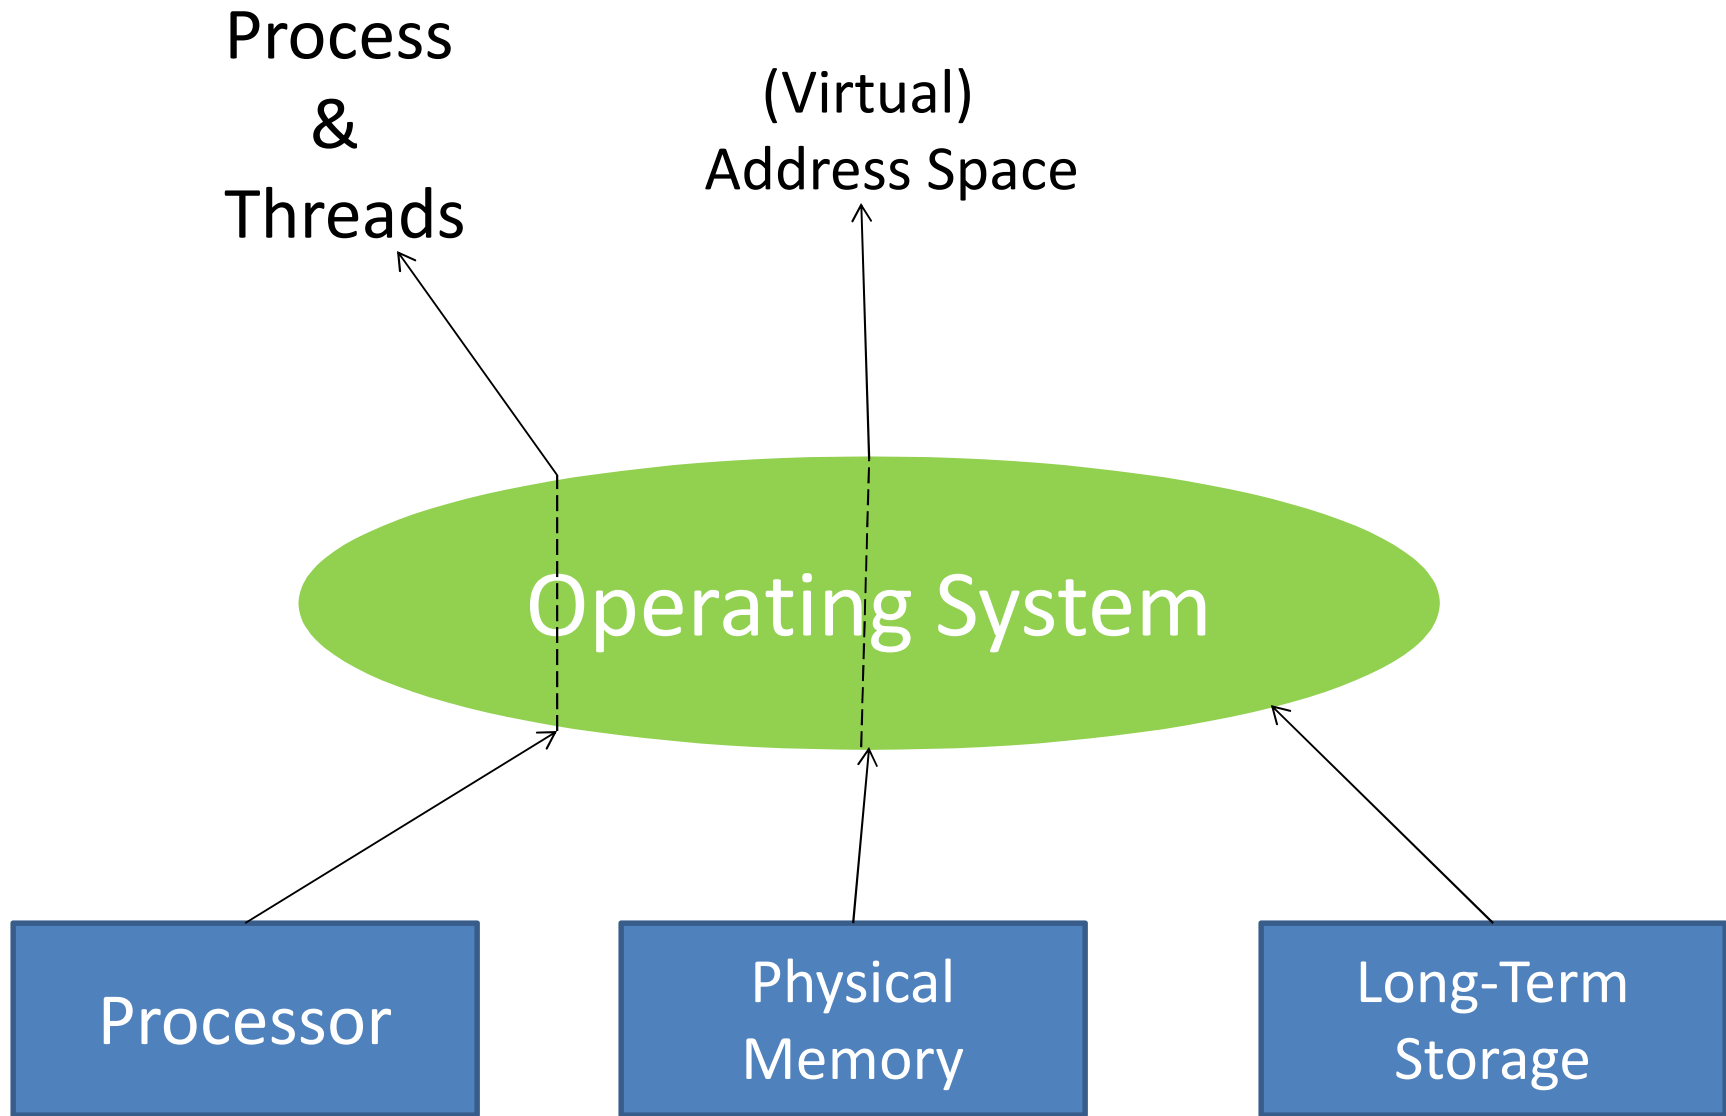 Process
&
Threads
(Virtual)
Address Space
Operating System
Processor
Physical
Memory
Long-Term
Storage